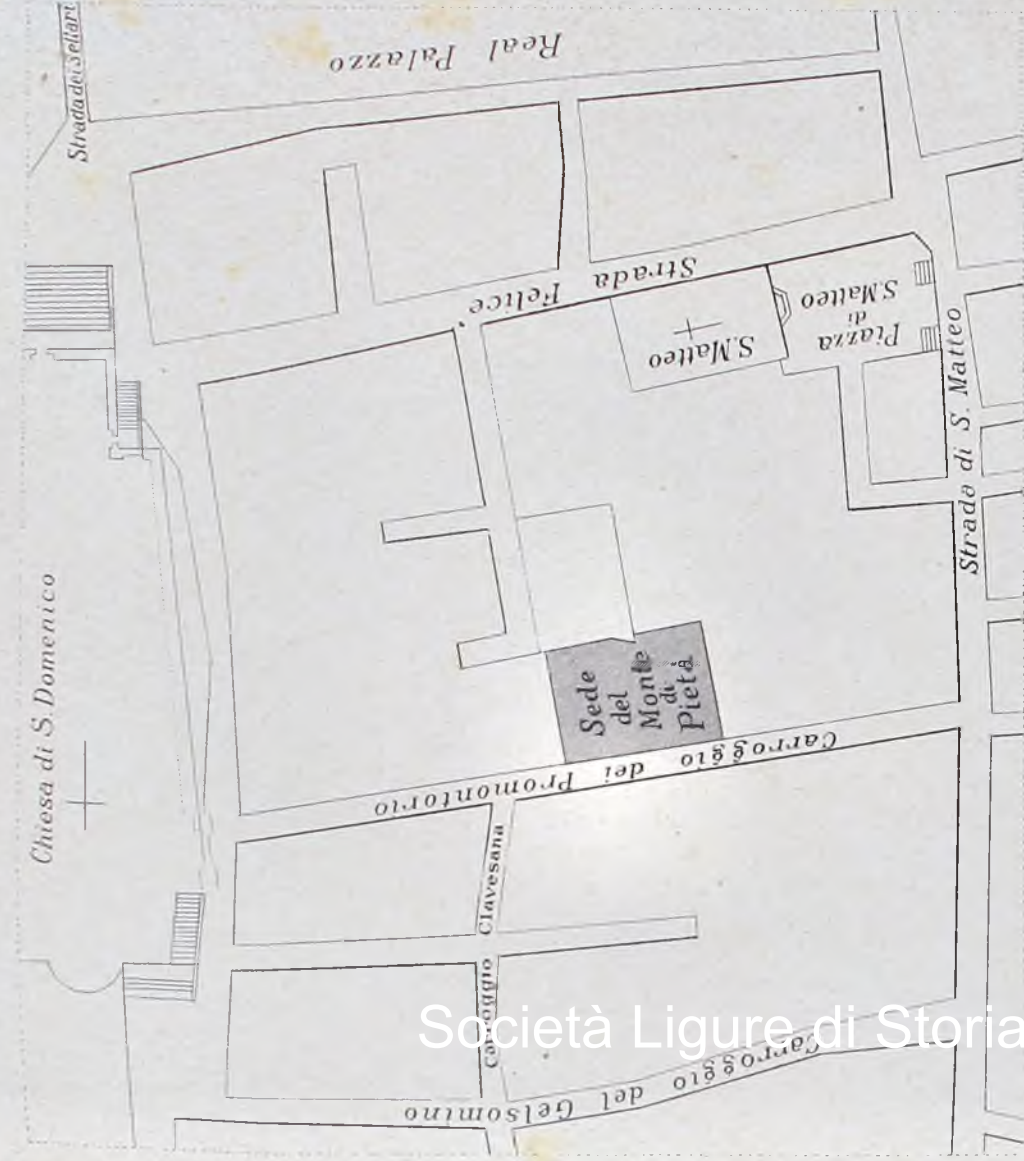 Strada dei Sellari
Real Palazzo
Strada Felice
S. Matteo
Piazza
di
S. Matteo
Strada di S. Matteo
Chiesa di S. Domenico
Sede
del
Monte
di
Pietà
Carroggio dei Promontorio
Carroggio Clavesana
Carroggio del Gelsomino
Società Ligure di Storia